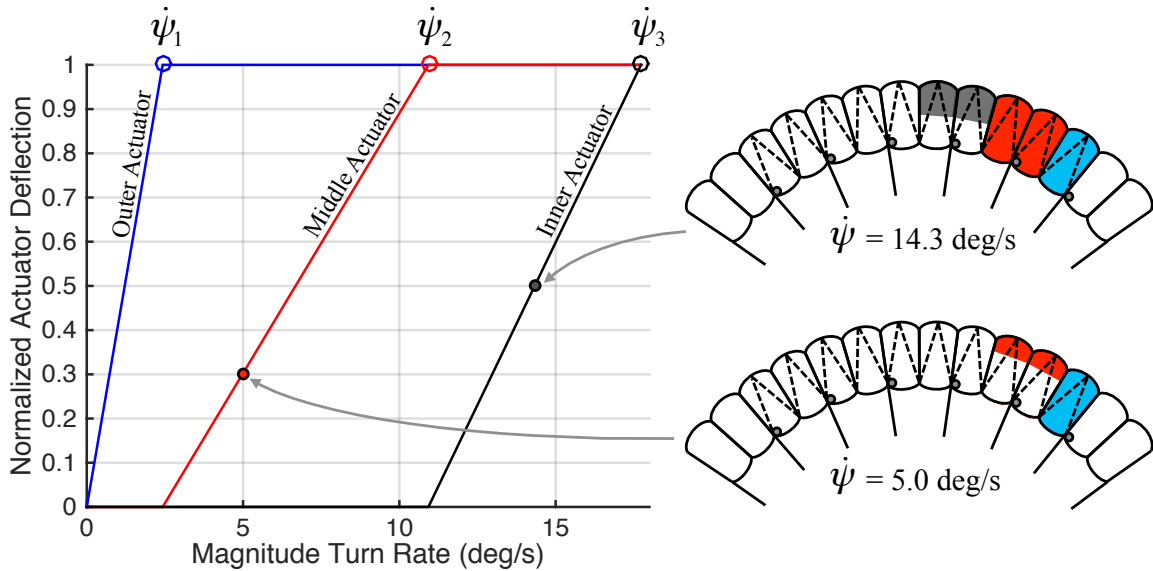 ψ̇₁ ψ̇₂ ψ̇₃
1
0.9
0.8
0.7
0.6
0.5
0.4
0.3
0.2
0.1
0
Normalized Actuator Deflection
Outer Actuator
Middle Actuator
Inner Actuator
0 5 10 15
Magnitude Turn Rate (deg/s)
ψ̇ = 14.3 deg/s
ψ̇ = 5.0 deg/s